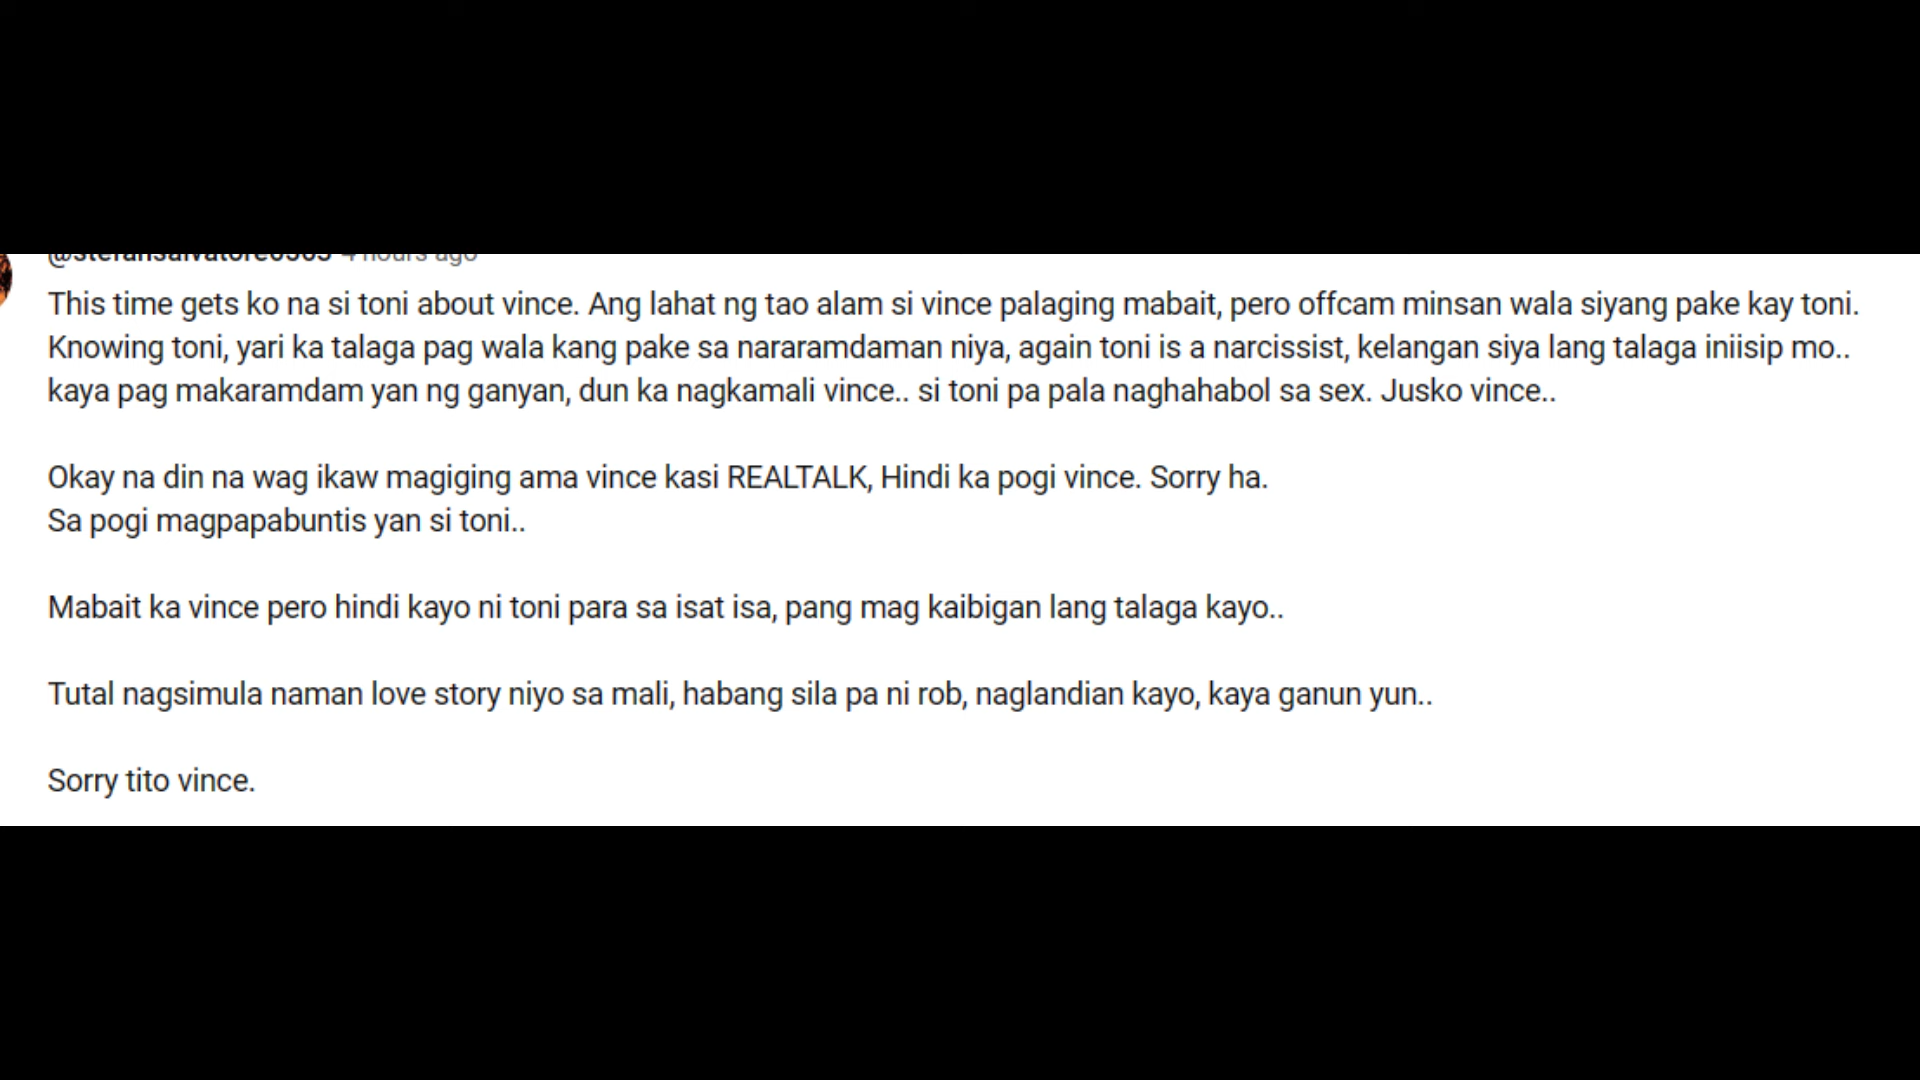 4 hours ago
This time gets ko na si toni about vince. Ang lahat ng tao alam si vince palaging mabait, pero offcam minsan wala siyang pake kay toni.
Knowing toni, yari ka talaga pag wala kang pake sa nararamdaman niya, again toni is a narcissist, kelangan siya lang talaga iniisip mo..
kaya pag makaramdam yan ng ganyan, dun ka nagkamali vince.. si toni pa pala naghahabol sa sex. Jusko vince..
Okay na din na wag ikaw magiging ama vince kasi REALTALK, Hindi ka pogi vince. Sorry ha.
Sa pogi magpapabuntis yan si toni..
Mabait ka vince pero hindi kayo ni toni para sa isat isa, pang mag kaibigan lang talaga kayo..
Tutal nagsimula naman love story niyo sa mali, habang sila pa ni rob, naglandian kayo, kaya ganun yun..
Sorry tito vince.